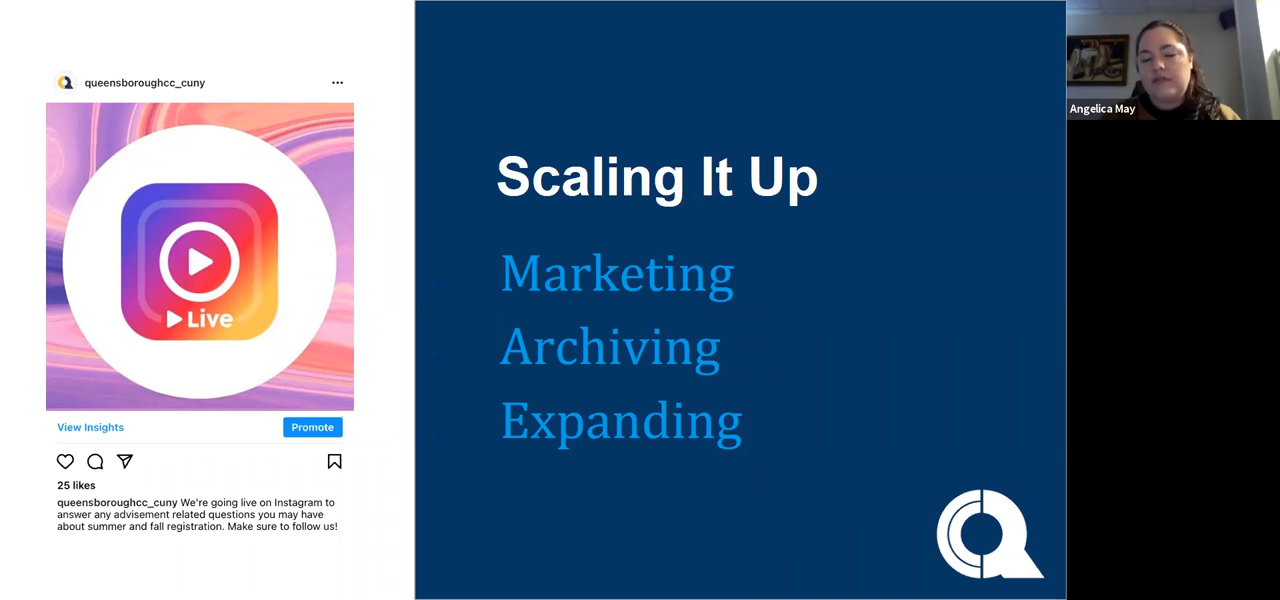 queensboroughcc_cuny
Live
View Insights
Promote
25 likes
queensboroughcc_cuny We're going live on Instagram to
answer any advisement related questions you may have
about summer and fall registration. Make sure to follow us!
Scaling It Up
Marketing
Archiving
Expanding
Angelica May